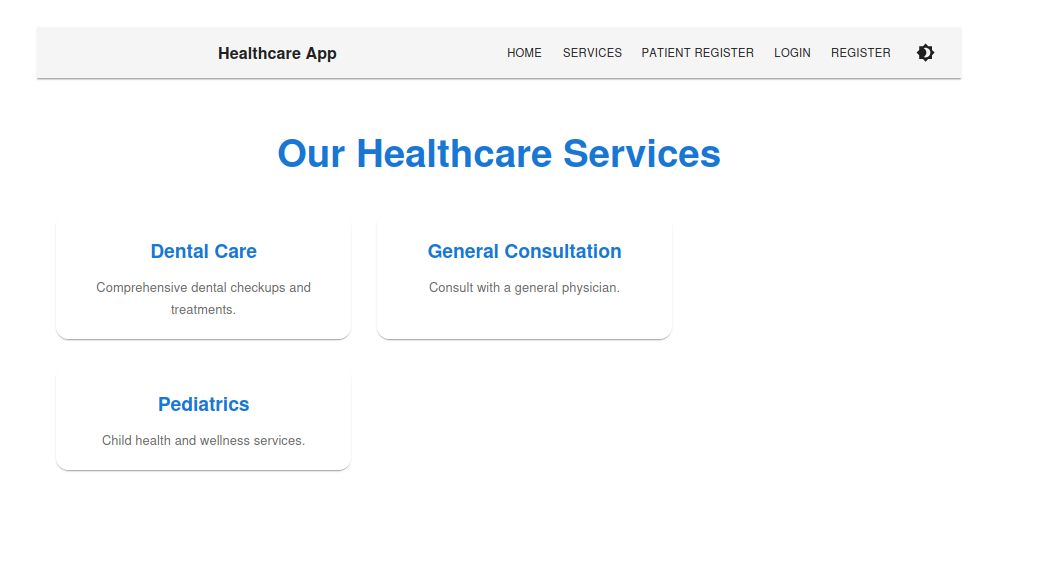 Healthcare App
HOME SERVICES PATIENT REGISTER LOGIN REGISTER
Our Healthcare Services
Dental Care
Comprehensive dental checkups and
treatments.
General Consultation
Consult with a general physician.
Pediatrics
Child health and wellness services.